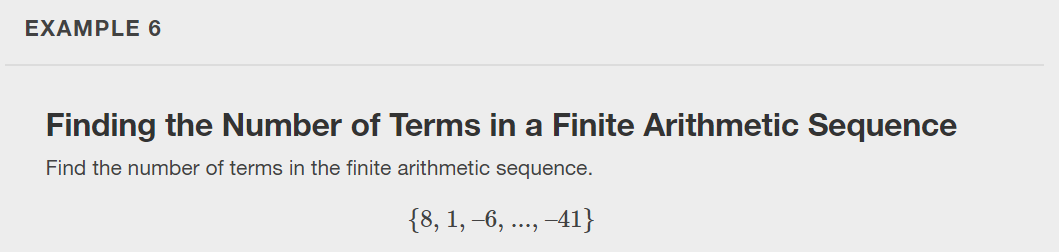 EXAMPLE 6
Finding the Number of Terms in a Finite Arithmetic Sequence
Find the number of terms in the finite arithmetic sequence.
{8, 1, –6, ..., –41}